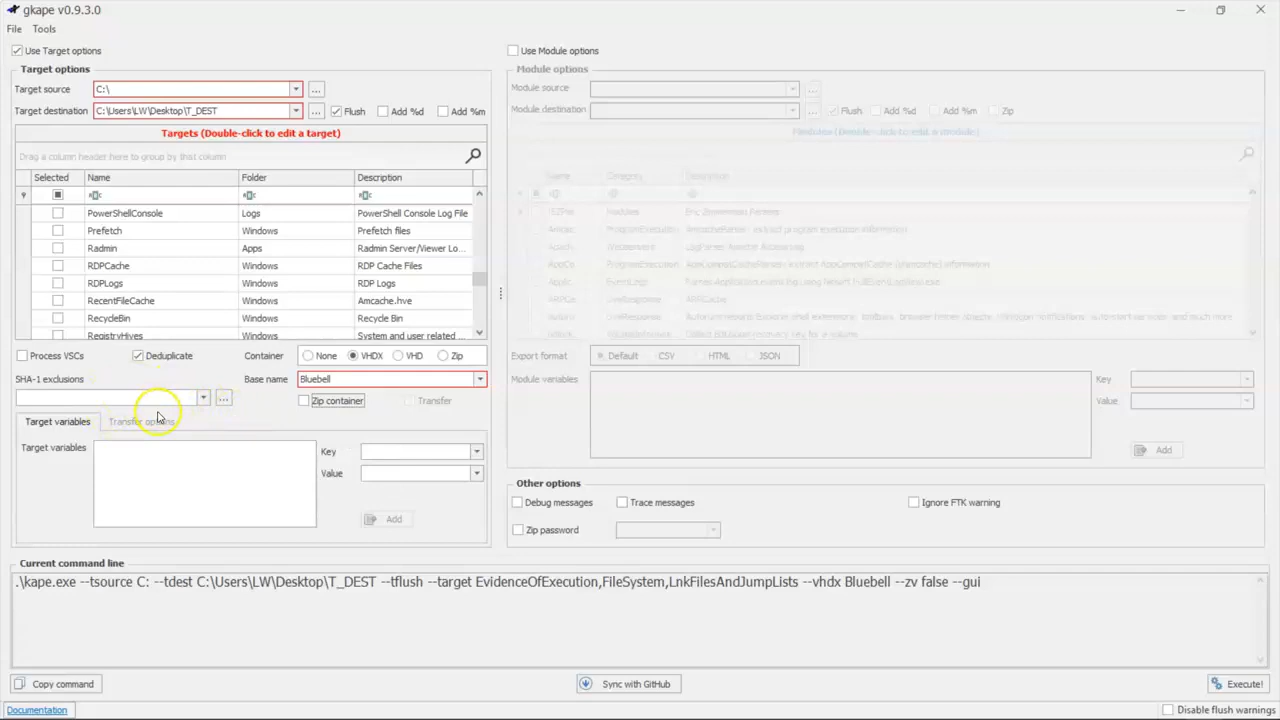 gkape v0.9.3.0
File Tools
Use Target options
Target options
Target source C:\ ...
Target destination C:\Users\LW\Desktop\T_DEST ... Flush Add %d Add %m
Targets (Double-click to edit a target)
Drag a column header here to group by that column
Selected Name Folder Description
PowerShellConsole Logs PowerShell Console Log File
Prefetch Windows Prefetch files
Radmin Apps Radmin Server/Viewer Lo...
RDPCache Windows RDP Cache Files
RDPLogs Windows RDP Logs
RecentFileCache Windows Amcache.hve
RecycleBin Windows Recycle Bin
RegistryHives Windows System and user related
Process VSCs Deduplicate Container None VHDX VHD Zip
SHA-1 exclusions Base name Bluebell
... Zip container Transfer
Target variables Transfer options
Target variables Key
Value
Add
Use Module options
Module options
Module source ...
Module destination ... Flush Add %d Add %m Zip
Name Category Description
Modules
ProgramExecution
EventLogs
LiveResponse
LiveResponse
Export format Default CSV HTML JSON
Module variables Key
Value
Add
Other options
Debug messages Trace messages Ignore FTK warning
Zip password
Current command line
.\kape.exe --tsource C: --tdest C:\Users\LW\Desktop\T_DEST --tflush --target EvidenceOfExecution,FileSystem,LnkFilesAndJumpLists --vhdx Bluebell --zv false --gui
Copy command Sync with GitHub Execute!
Documentation Disable flush warnings